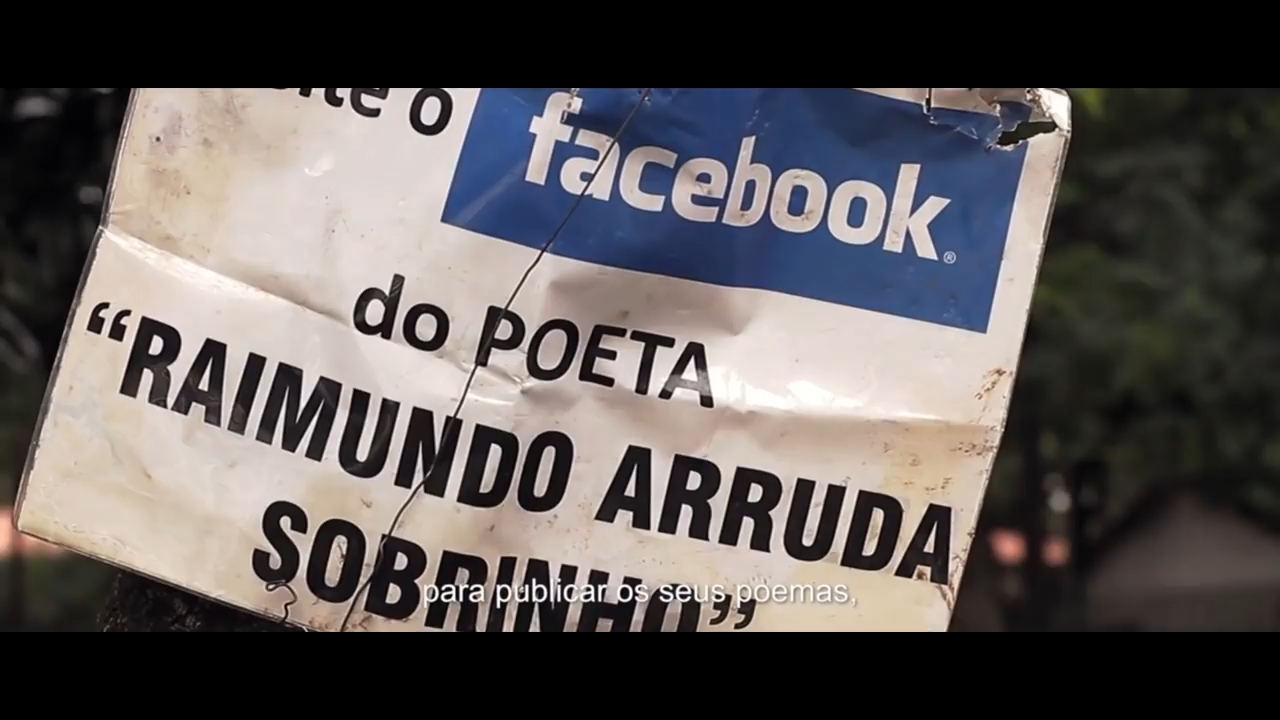 o
facebook®
do POETA
“RAIMUNDO ARRUDA
SOBRINHO”
para publicar os seus poemas,